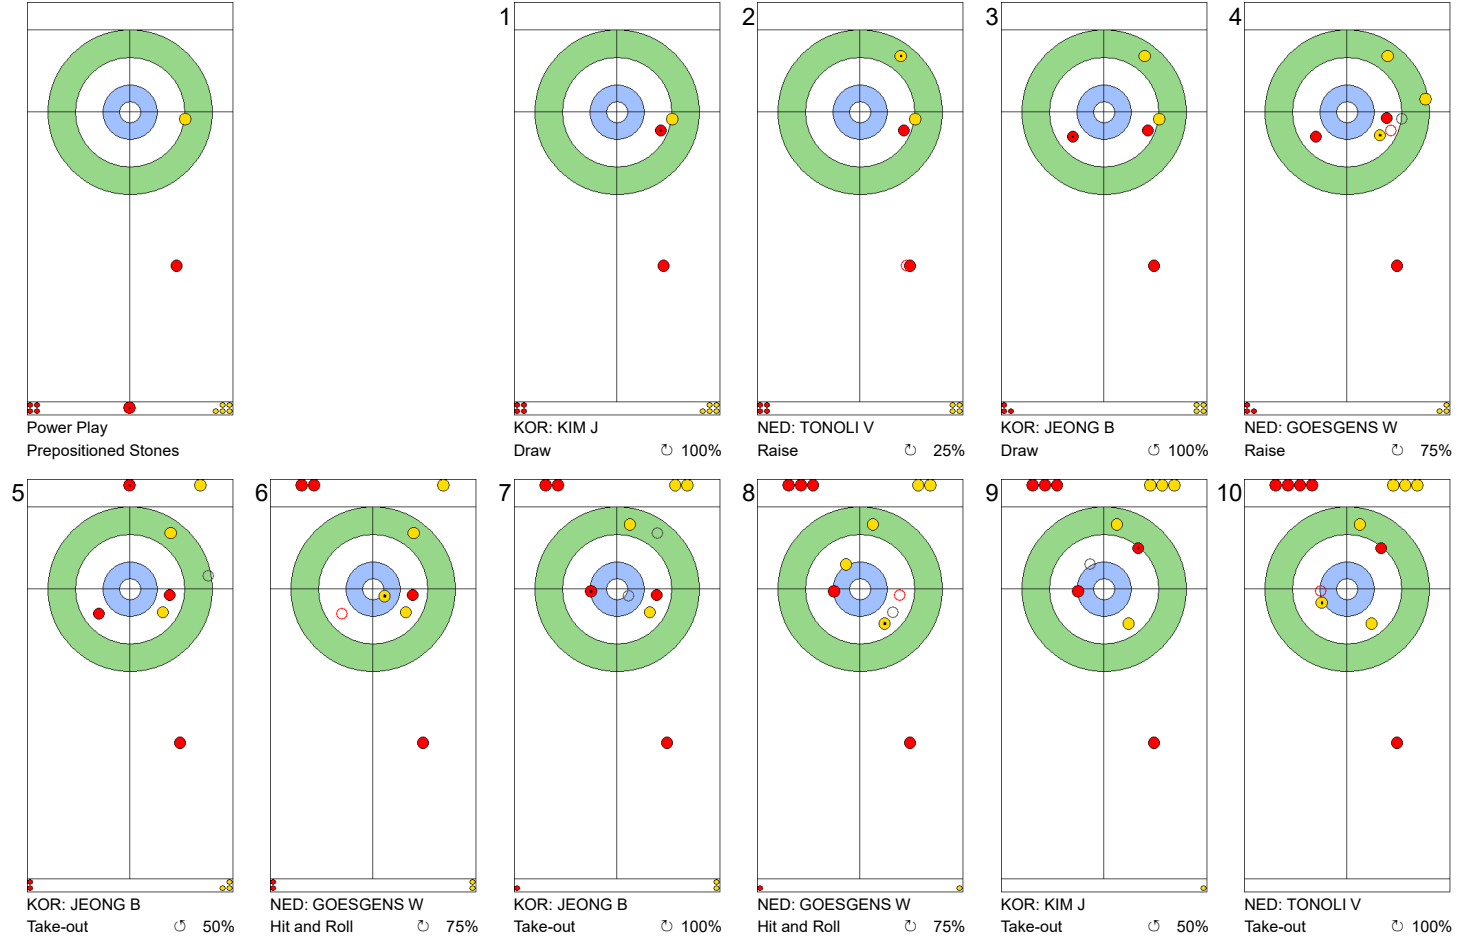 1
2
3
4
Power Play
Prepositioned Stones
KOR: KIM J
Draw ↻ 100%
NED: TONOLI V
Raise ↻ 25%
KOR: JEONG B
Draw ↺ 100%
NED: GOESGENS W
Raise ↻ 75%
5
6
7
8
9
10
KOR: JEONG B
Take-out ↺ 50%
NED: GOESGENS W
Hit and Roll ↻ 75%
KOR: JEONG B
Take-out ↻ 100%
NED: GOESGENS W
Hit and Roll ↻ 75%
KOR: KIM J
Take-out ↺ 50%
NED: TONOLI V
Take-out ↻ 100%